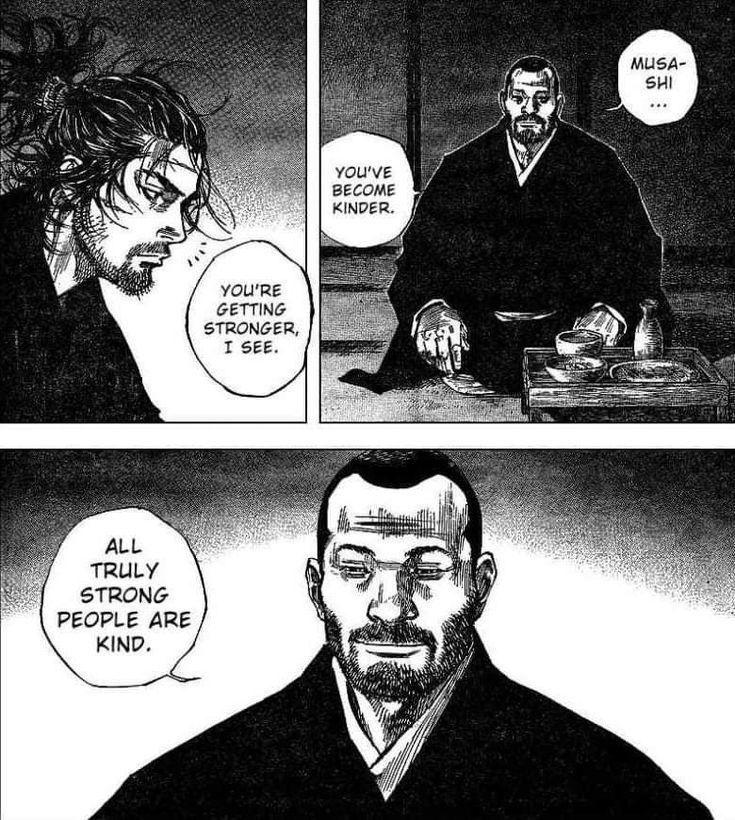 MUSA-
SHI
...
YOU'VE
BECOME
KINDER.
YOU'RE
GETTING
STRONGER,
I SEE.
ALL
TRULY
STRONG
PEOPLE ARE
KIND.